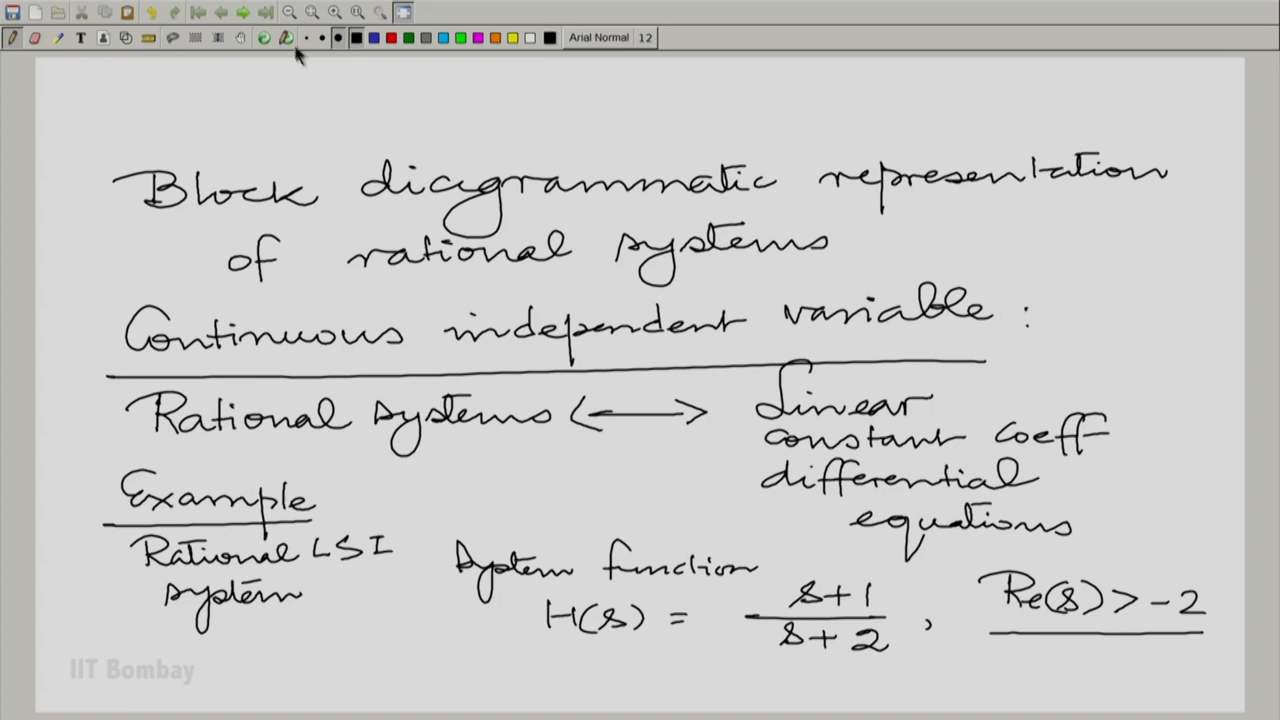 Arial Normal 12
Block diagrammatic representation
of rational systems
Continuous independent variable :
Rational systems <—> Linear
constant coeff
differential
equations
Example
Rational LSI
system
System function
H(s) = s+1 / s+2 , Re(s) > -2
IIT Bombay